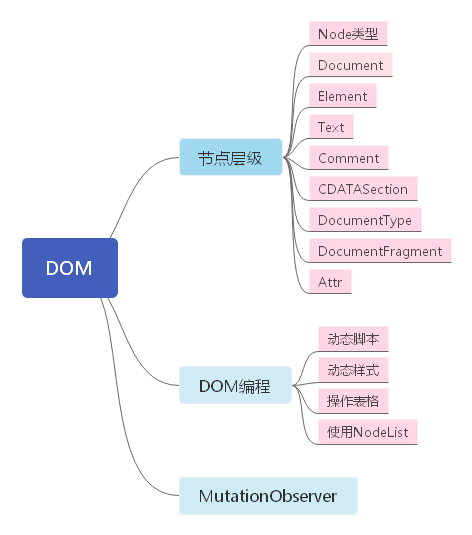 DOM
节点层级
Node类型
Document
Element
Text
Comment
CDATASection
DocumentType
DocumentFragment
Attr
DOM编程
动态脚本
动态样式
操作表格
使用NodeList
MutationObserver